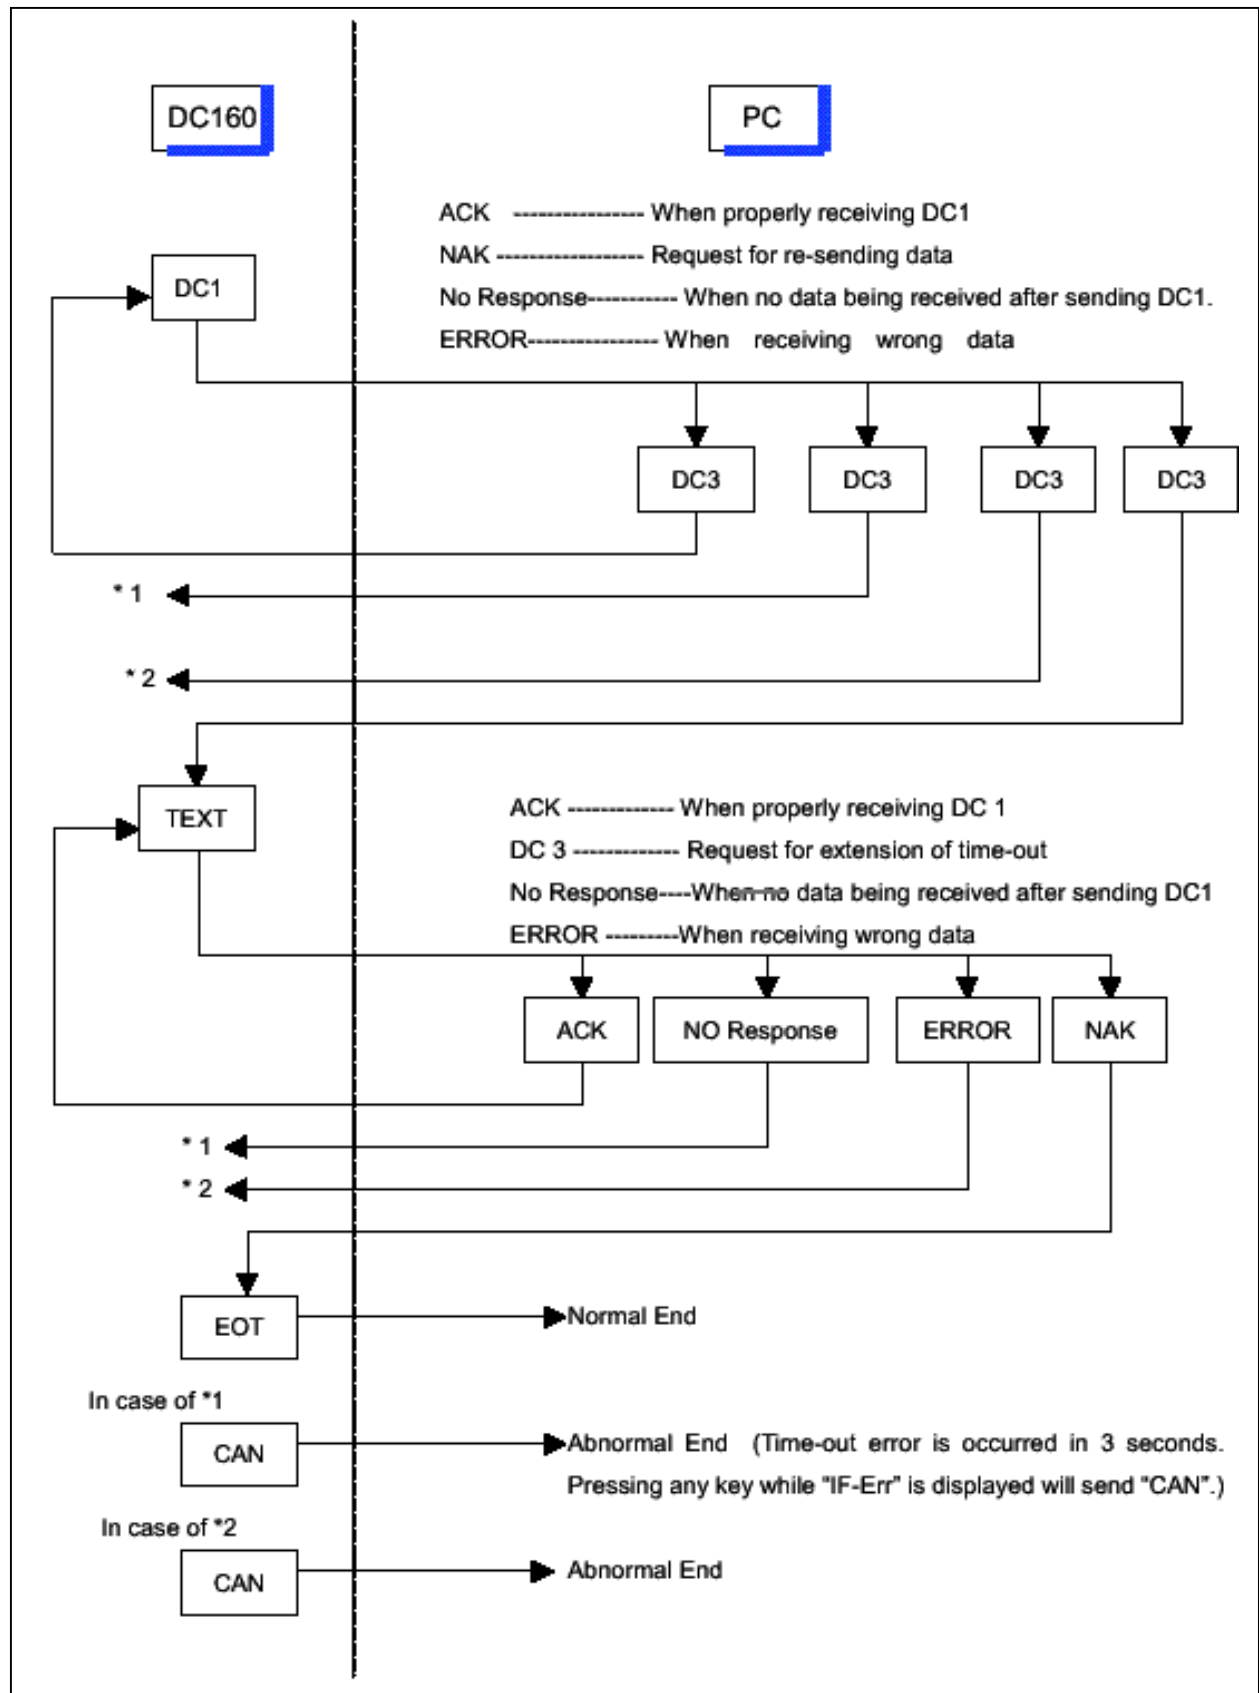 DC160
PC
ACK ---------------- When properly receiving DC1
NAK ------------------ Request for re-sending data
No Response----------- When no data being received after sending DC1.
ERROR---------------- When receiving wrong data
DC1
DC3 DC3 DC3 DC3
* 1
* 2
TEXT
ACK ------------- When properly receiving DC 1
DC 3 ------------- Request for extension of time-out
No Response----When no data being received after sending DC1
ERROR ---------When receiving wrong data
ACK NO Response ERROR NAK
* 1
* 2
EOT
Normal End
In case of *1
CAN
Abnormal End (Time-out error is occurred in 3 seconds.
Pressing any key while "IF-Err" is displayed will send "CAN".)
In case of *2
CAN
Abnormal End